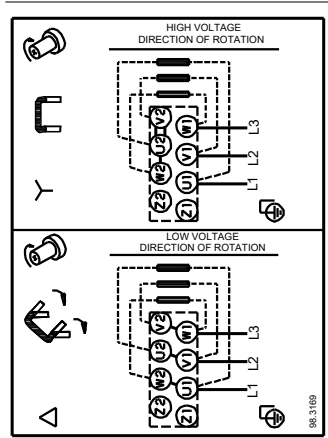 HIGH VOLTAGE
DIRECTION OF ROTATION
Z2 W2 U2 V2
Z1 U1 V1 W1
L1 L2 L3
LOW VOLTAGE
DIRECTION OF ROTATION
Z2 W2 U2 V2
Z1 U1 V1 W1
L1 L2 L3
98.3169